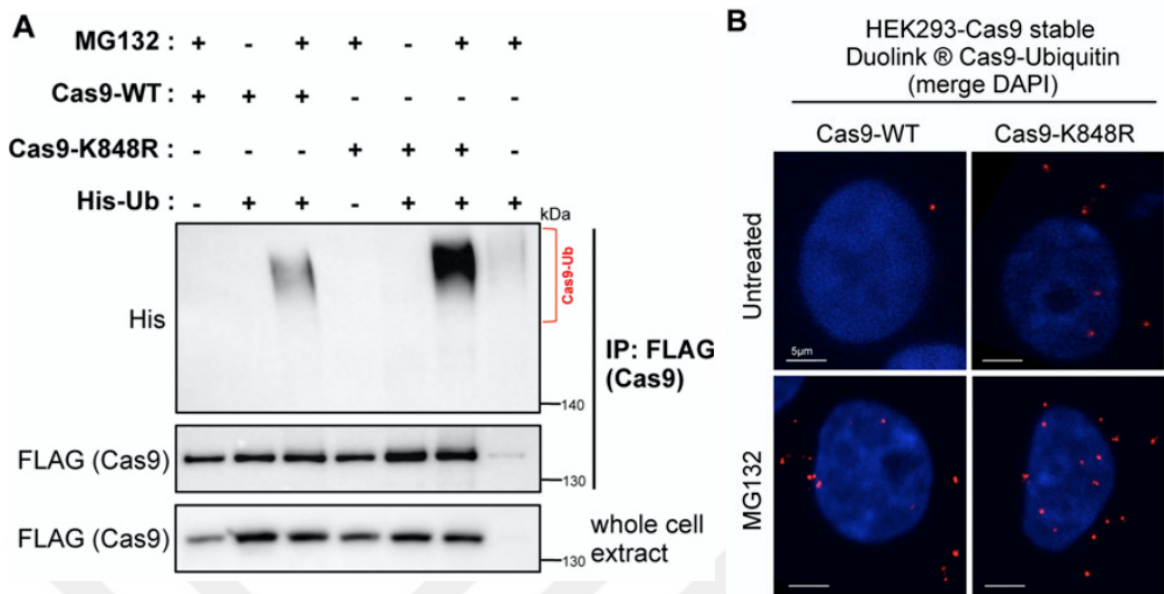 A
MG132 : + - + + - + +
Cas9-WT : + + + - - - -
Cas9-K848R : - - - + + + -
His-Ub : - + + - + + +
kDa
Cas9-Ub
His
140
IP: FLAG
(Cas9)
FLAG (Cas9)
130
FLAG (Cas9)
130
whole cell
extract
B
HEK293-Cas9 stable
Duolink ® Cas9-Ubiquitin
(merge DAPI)
Cas9-WT Cas9-K848R
Untreated
5µm
MG132